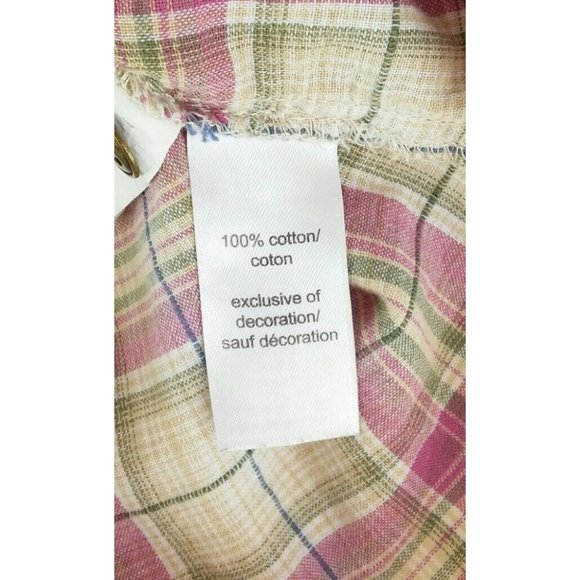 100% cotton/
coton
exclusive of
decoration/
sauf décoration